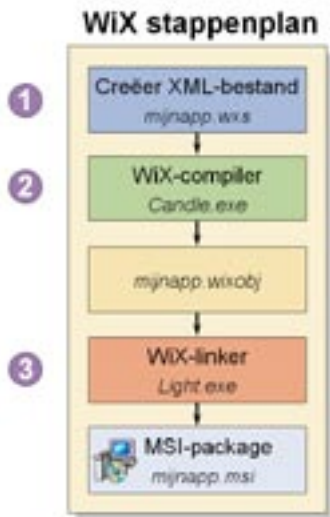 WiX stappenplan
1
Creëer XML-bestand
mijnapp.wxs
2
WiX-compiler
Candle.exe
mijnapp.wixobj
3
WiX-linker
Light.exe
MSI-package
mijnapp.msi